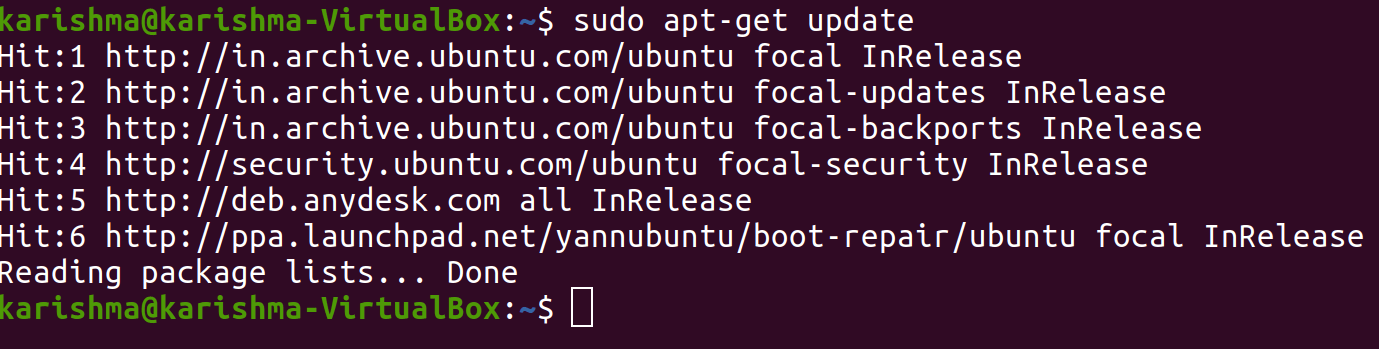 karishma@karishma-VirtualBox:~$ sudo apt-get update
Hit:1 http://in.archive.ubuntu.com/ubuntu focal InRelease
Hit:2 http://in.archive.ubuntu.com/ubuntu focal-updates InRelease
Hit:3 http://in.archive.ubuntu.com/ubuntu focal-backports InRelease
Hit:4 http://security.ubuntu.com/ubuntu focal-security InRelease
Hit:5 http://deb.anydesk.com all InRelease
Hit:6 http://ppa.launchpad.net/yannubuntu/boot-repair/ubuntu focal InRelease
Reading package lists... Done
karishma@karishma-VirtualBox:~$